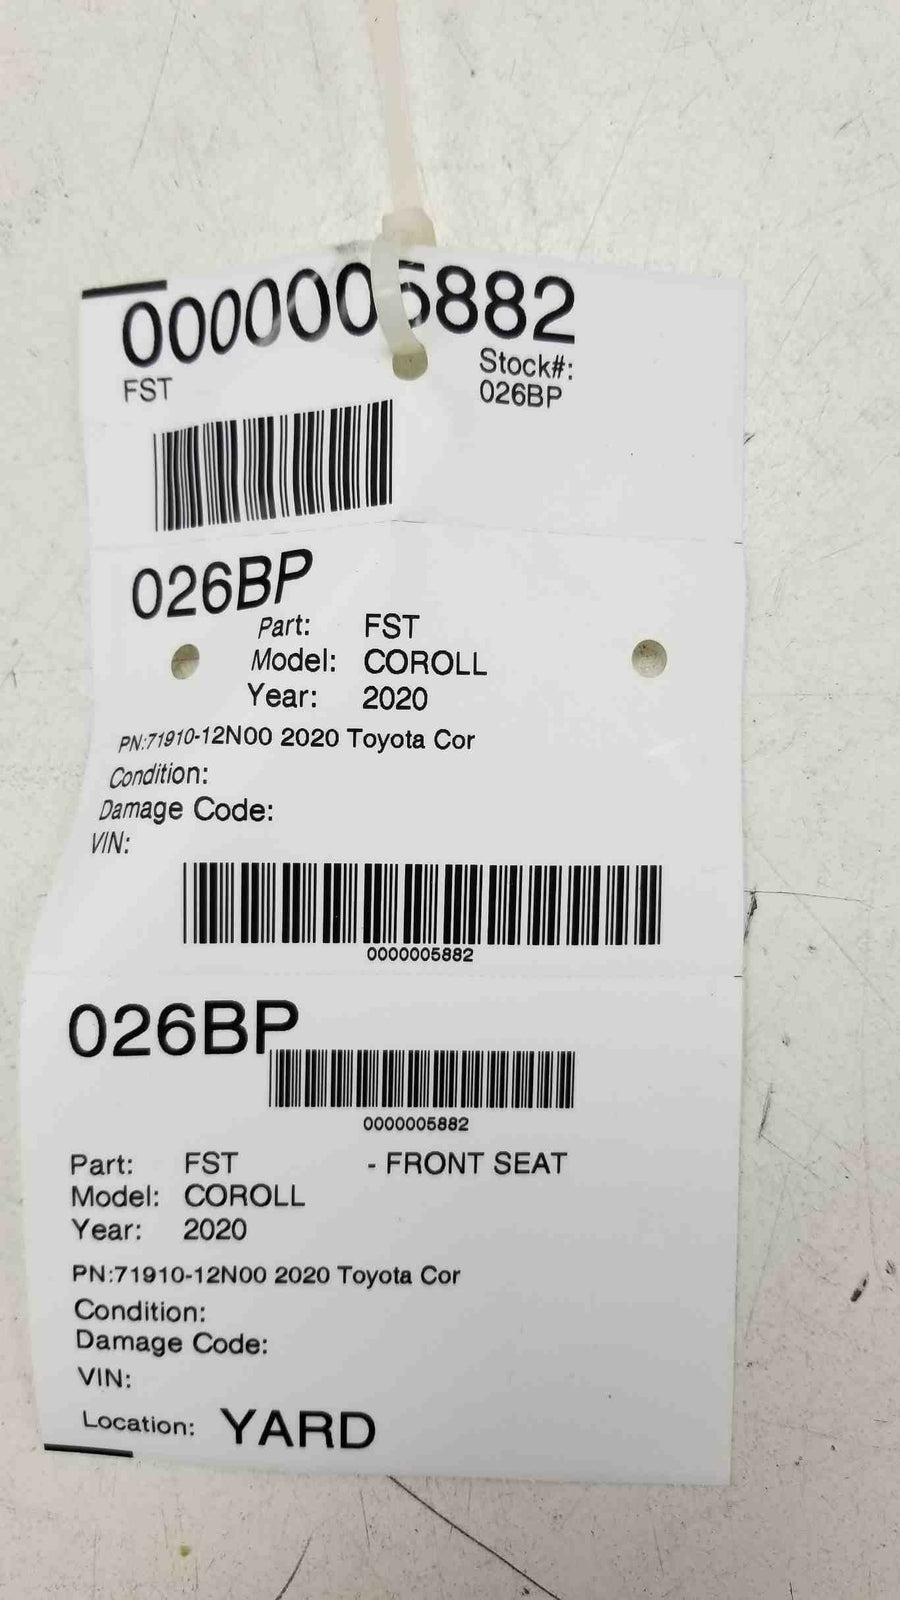 0000005882
FST
Stock#:
026BP
026BP
Part: FST
Model: COROLL
Year: 2020
PN:71910-12N00 2020 Toyota Cor
Condition:
Damage Code:
VIN:
0000005882
026BP
0000005882
Part: FST - FRONT SEAT
Model: COROLL
Year: 2020
PN:71910-12N00 2020 Toyota Cor
Condition:
Damage Code:
VIN:
Location: YARD